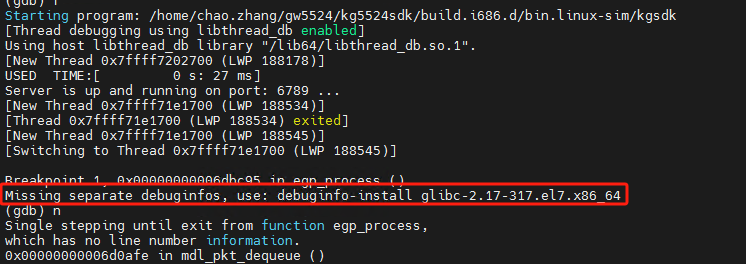 (gdb) r
Starting program: /home/chao.zhang/gw5524/kg5524sdk/build.i686.d/bin.linux-sim/kgsdk
[Thread debugging using libthread_db enabled]
Using host libthread_db library "/lib64/libthread_db.so.1".
[New Thread 0x7ffff7202700 (LWP 188178)]
USED  TIME:[        0 s: 27 ms]
Server is up and running on port: 6789 ...
[New Thread 0x7ffff71e1700 (LWP 188534)]
[Thread 0x7ffff71e1700 (LWP 188534) exited]
[New Thread 0x7ffff71e1700 (LWP 188545)]
[Switching to Thread 0x7ffff71e1700 (LWP 188545)]
Breakpoint 1, 0x00000000006dbc95 in egp_process ()
Missing separate debuginfos, use: debuginfo-install glibc-2.17-317.el7.x86_64
(gdb) n
Single stepping until exit from function egp_process,
which has no line number information.
0x00000000006d0afe in mdl_pkt_dequeue ()